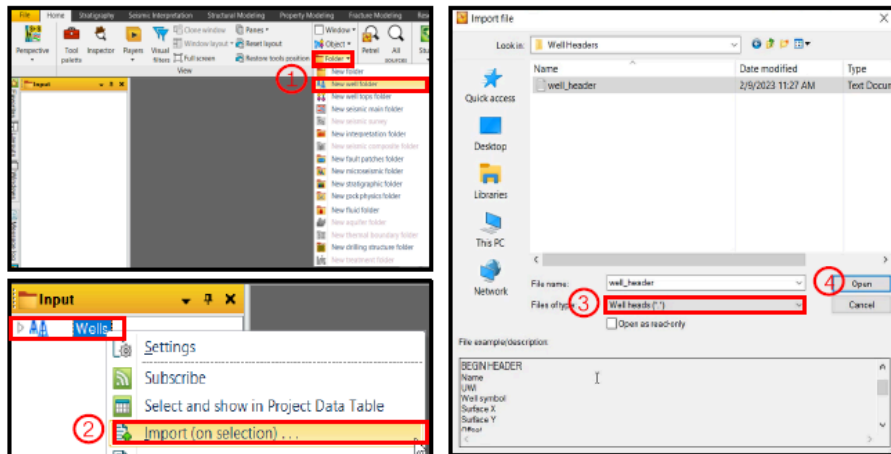 File Home Stratigraphy Seismic Interpretation Structural Modeling Property Modeling Fracture Modeling
Perspective
Tool palette
Inspector
Players
Visual filters
Clone window
Window layout
Full screen
Panes
Reset layout
Restore tools position
View
Window
Object
Folder
Petrel
All sources
1
New folder
New well folder
New well tops folder
New seismic main folder
New seismic survey
New interpretation folder
New seismic composite folder
New fault patches folder
New microseismic folder
New stratigraphic folder
New rock physics folder
New fluid folder
New aquifer folder
New thermal boundary folder
New drilling structure folder
New treatment folder
Input
Input
Wells
Settings
Subscribe
Select and show in Project Data Table
2
Import (on selection) ...
Import file
X
Look in:
WellHeaders
Name
Date modified
Type
well_header
2/9/2023 11:27 AM
Text Docur
Quick access
Desktop
Libraries
This PC
Network
File name:
well_header
4
Open
Files of type
3
Well heads (*.*)
Cancel
Open as read-only
File example/description:
BEGIN HEADER
Name
UWI
Well symbol
Surface X
Surface Y